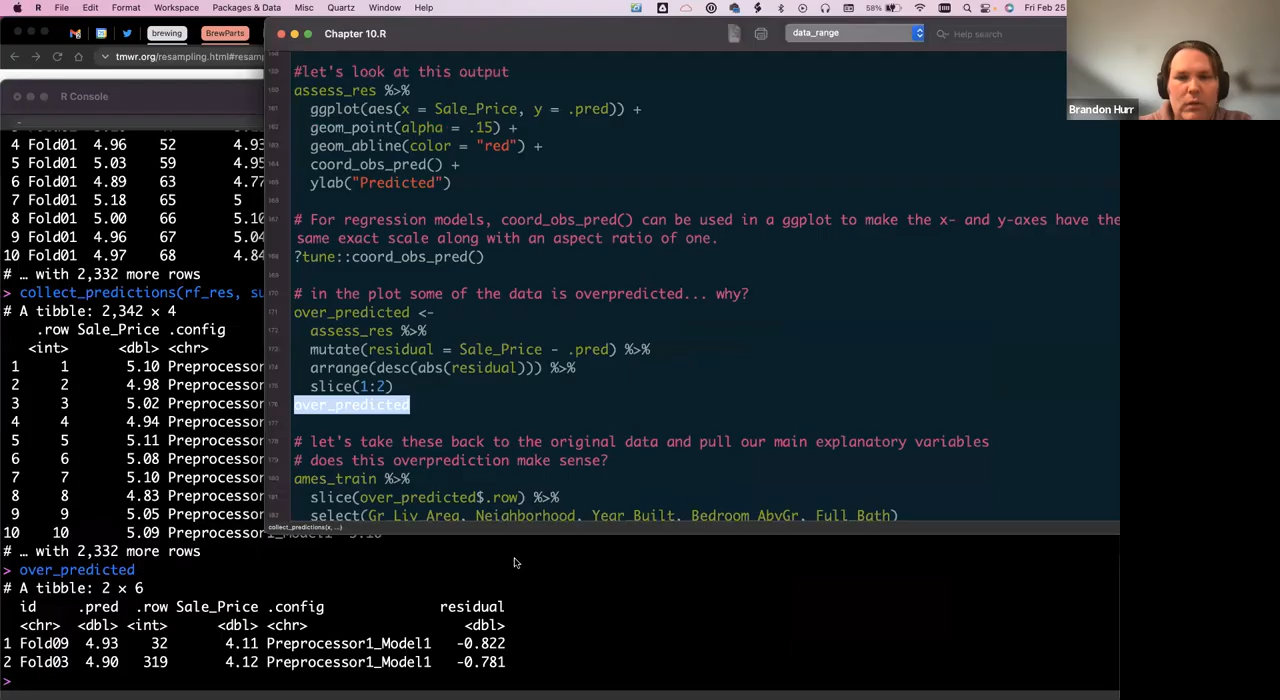 R File Edit Format Workspace Packages & Data Misc Quartz Window Help 58% Fri Feb 25
brewing BrewParts
tmwr.org/resampling.html#resam
R Console
4 Fold01 4.96 52 4.93
5 Fold01 5.03 59 4.95
6 Fold01 4.89 63 4.77
7 Fold01 5.18 65 5
8 Fold01 5.00 66 5.10
9 Fold01 4.96 67 5.04
10 Fold01 4.97 68
# … with 2,332 more rows
> collect_predictions(rf_res, su
# A tibble: 2,342 × 4
.row Sale_Price .config
<int> <dbl> <chr>
1 1 5.10 Preprocessor
2 2 4.98 Preprocessor
3 3 5.02 Preprocessor
4 4 4.94 Preprocessor
5 5 5.11 Preprocessor
6 6 5.08 Preprocessor
7 7 5.10 Preprocessor
8 8 4.83 Preprocessor
9 9 5.05 Preprocessor
10 10 5.09 Preprocessor
# … with 2,332 more rows
> over_predicted
# A tibble: 2 × 6
id .pred .row Sale_Price .config residual
<chr> <dbl> <int> <dbl> <chr> <dbl>
1 Fold09 4.93 32 4.11 Preprocessor1_Model1 -0.822
2 Fold03 4.90 319 4.12 Preprocessor1_Model1 -0.781
>
Chapter 10.R
data_range
Help search
#let's look at this output
assess_res %>%
ggplot(aes(x = Sale_Price, y = .pred)) +
geom_point(alpha = .15) +
geom_abline(color = "red") +
coord_obs_pred() +
ylab("Predicted")
# For regression models, coord_obs_pred() can be used in a ggplot to make the x- and y-axes have the
same exact scale along with an aspect ratio of one.
?tune::coord_obs_pred()
# in the plot some of the data is overpredicted... why?
over_predicted <-
assess_res %>%
mutate(residual = Sale_Price - .pred) %>%
arrange(desc(abs(residual))) %>%
slice(1:2)
over_predicted
# let's take these back to the original data and pull our main explanatory variables
# does this overprediction make sense?
ames_train %>%
slice(over_predicted$.row) %>%
select(Gr_Liv_Area, Neighborhood, Year_Built, Bedroom_AbvGr, Full_Bath)
collect_predictions(x, ...)
Brandon Hurr